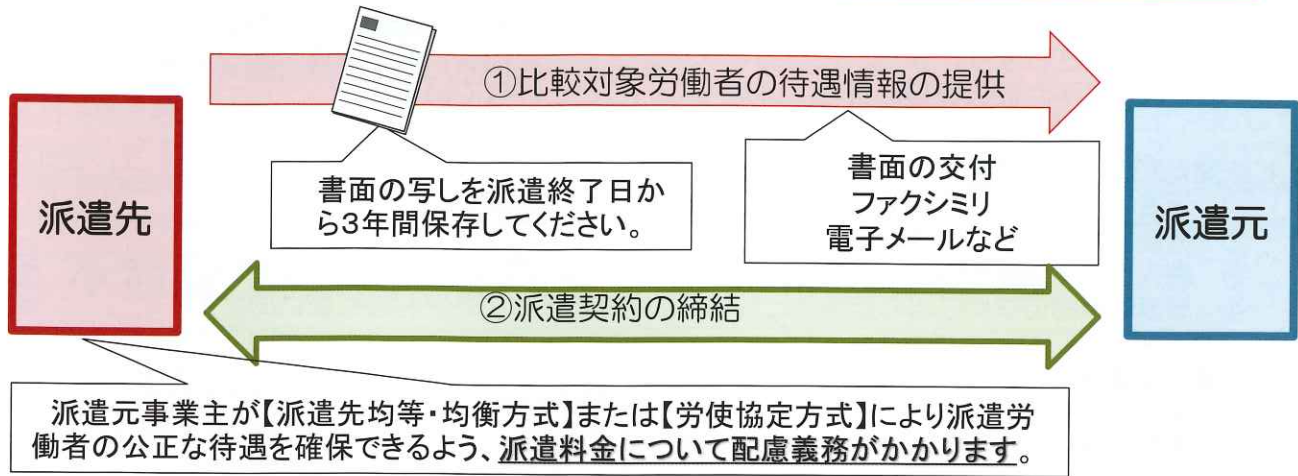 ①比較対象労働者の待遇情報の提供
派遣先
書面の写しを派遣終了日か
ら3年間保存してください。
書面の交付
ファクシミリ
電子メールなど
派遣元
②派遣契約の締結
派遣元事業主が【派遣先均等・均衡方式】または【労使協定方式】により派遣労
働者の公正な待遇を確保できるよう、派遣料金について配慮義務がかかります。